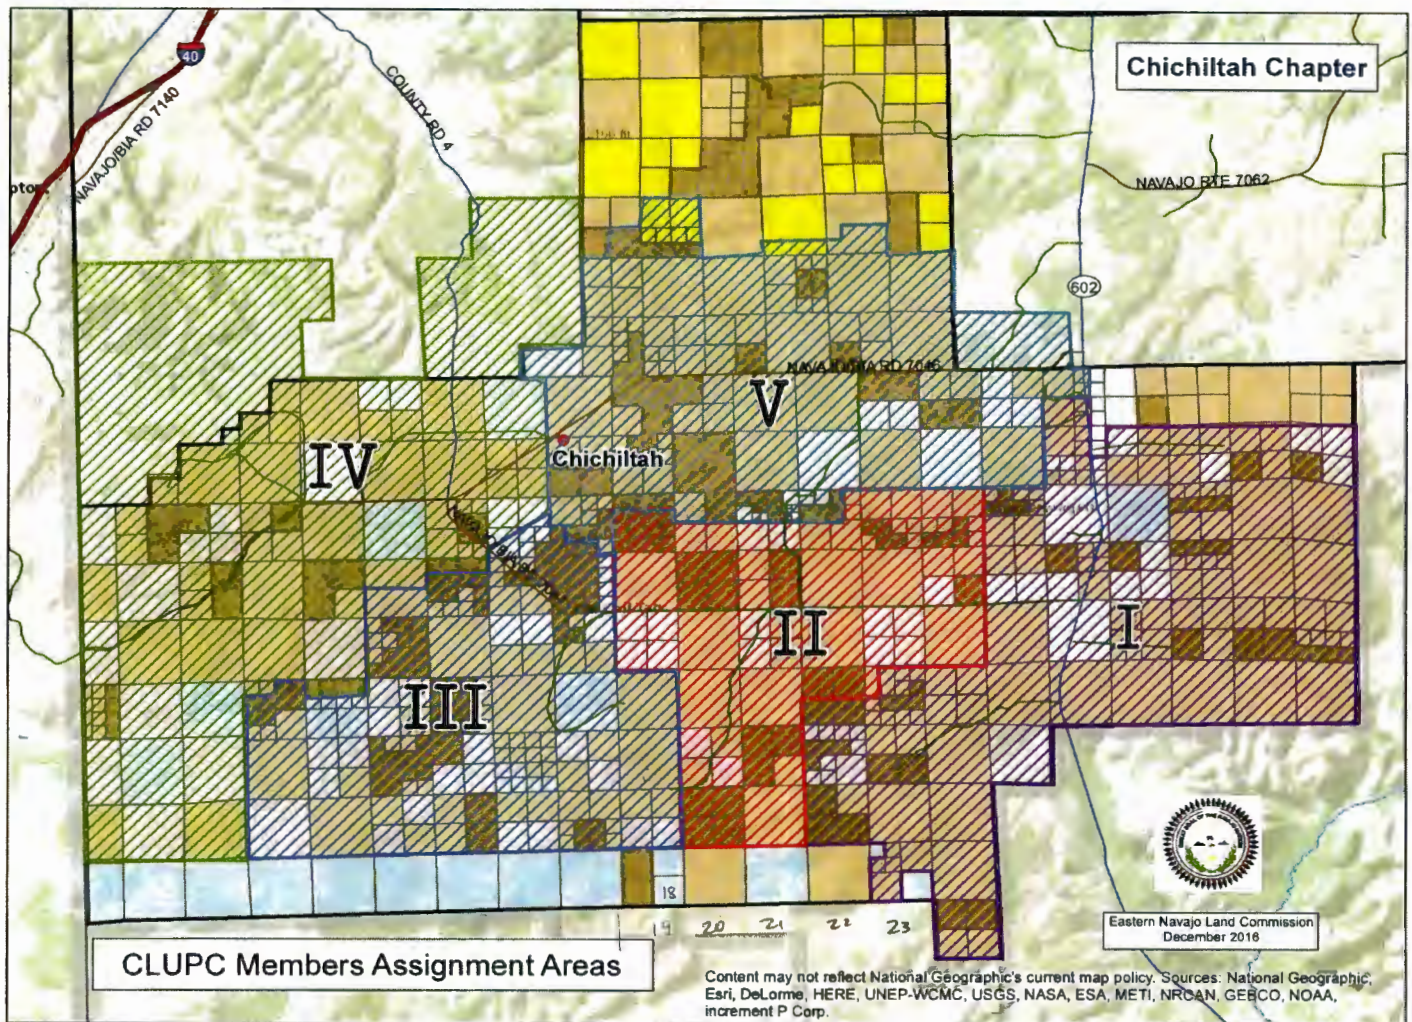 Chichiltah Chapter
40
NAVAJO/BIA RD 7140
COUNTY RD 4
NAVAJO RTE 7062
602
NAVAJO/BIA RD 7046
V
IV
Chichiltah
II
I
III
18
19 20 21 22 23
Eastern Navajo Land Commission
December 2016
CLUPC Members Assignment Areas
Content may not reflect National Geographic's current map policy. Sources: National Geographic,
Esri, DeLorme, HERE, UNEP-WCMC, USGS, NASA, ESA, METI, NRCAN, GEBCO, NOAA,
increment P Corp.